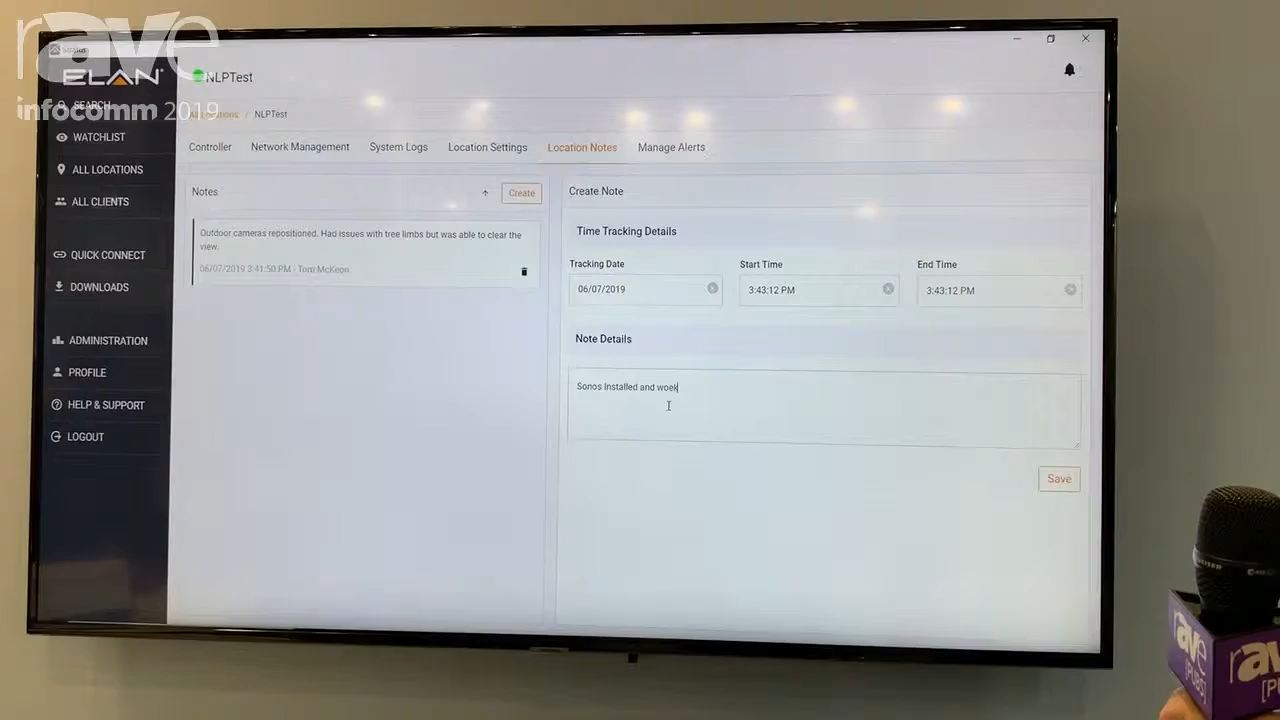 rave
infocomm 2019
ELAN
NLPTest
SEARCH
WATCHLIST
ALL LOCATIONS
ALL CLIENTS
QUICK CONNECT
DOWNLOADS
ADMINISTRATION
PROFILE
HELP & SUPPORT
LOGOUT
/ NLPTest
Controller Network Management System Logs Location Settings Location Notes Manage Alerts
Notes Create
Outdoor cameras repositioned. Had issues with tree limbs but was able to clear the
view.
06/07/2019 3:41:50 PM - Tom McKeon
Create Note
Time Tracking Details
Tracking Date Start Time End Time
06/07/2019 3:43:12 PM 3:43:12 PM
Note Details
Sonos Installed and woek
Save
rave
[PUBS]